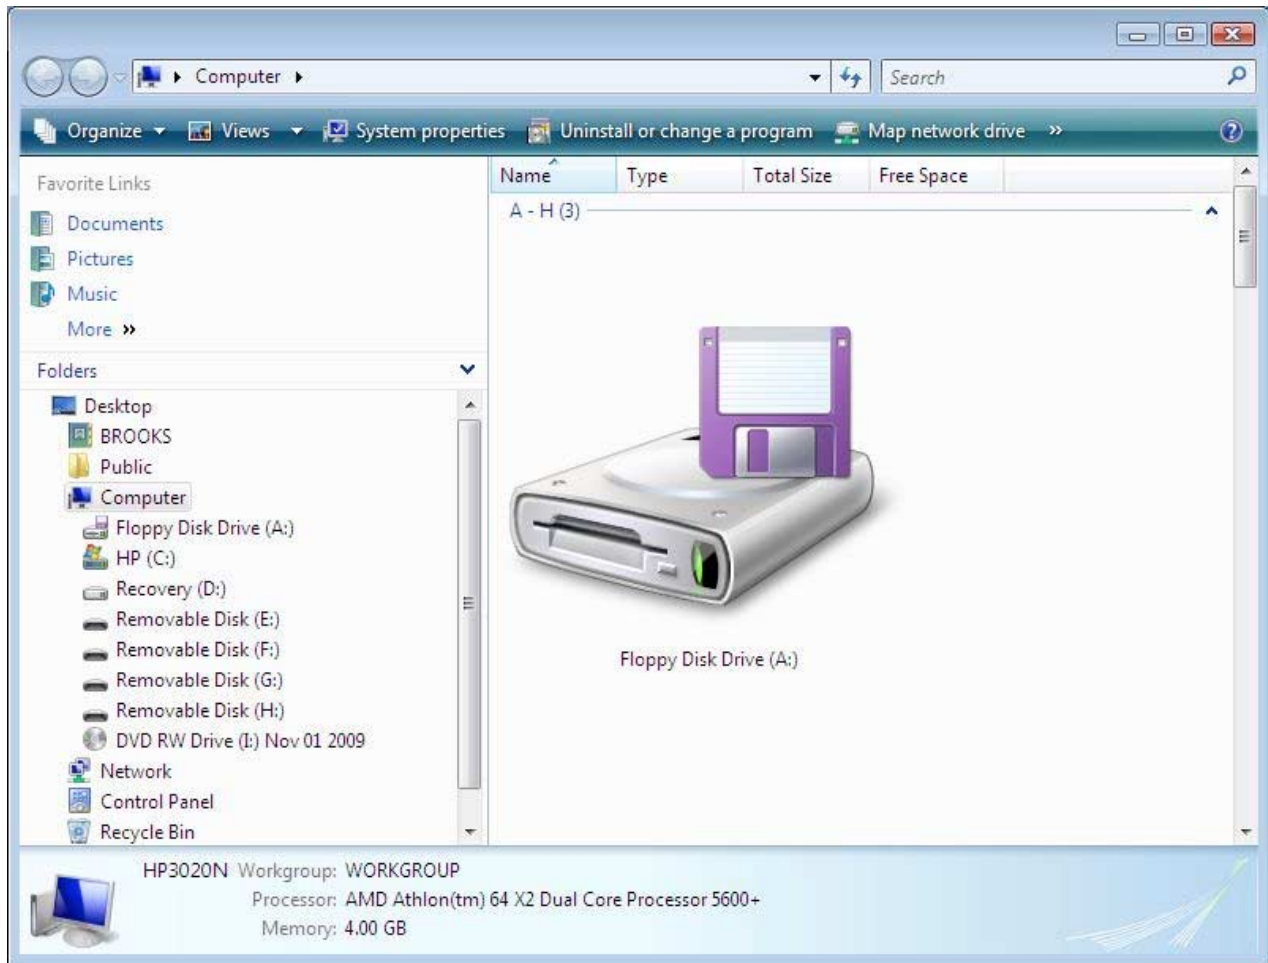 Computer
Search
Organize Views System properties Uninstall or change a program Map network drive »
Favorite Links
Documents
Pictures
Music
More »
Folders
Desktop
BROOKS
Public
Computer
Floppy Disk Drive (A:)
HP (C:)
Recovery (D:)
Removable Disk (E:)
Removable Disk (F:)
Removable Disk (G:)
Removable Disk (H:)
DVD RW Drive (I:) Nov 01 2009
Network
Control Panel
Recycle Bin
Name Type Total Size Free Space
A - H (3)
Floppy Disk Drive (A:)
HP3020N Workgroup: WORKGROUP
Processor: AMD Athlon(tm) 64 X2 Dual Core Processor 5600+
Memory: 4.00 GB